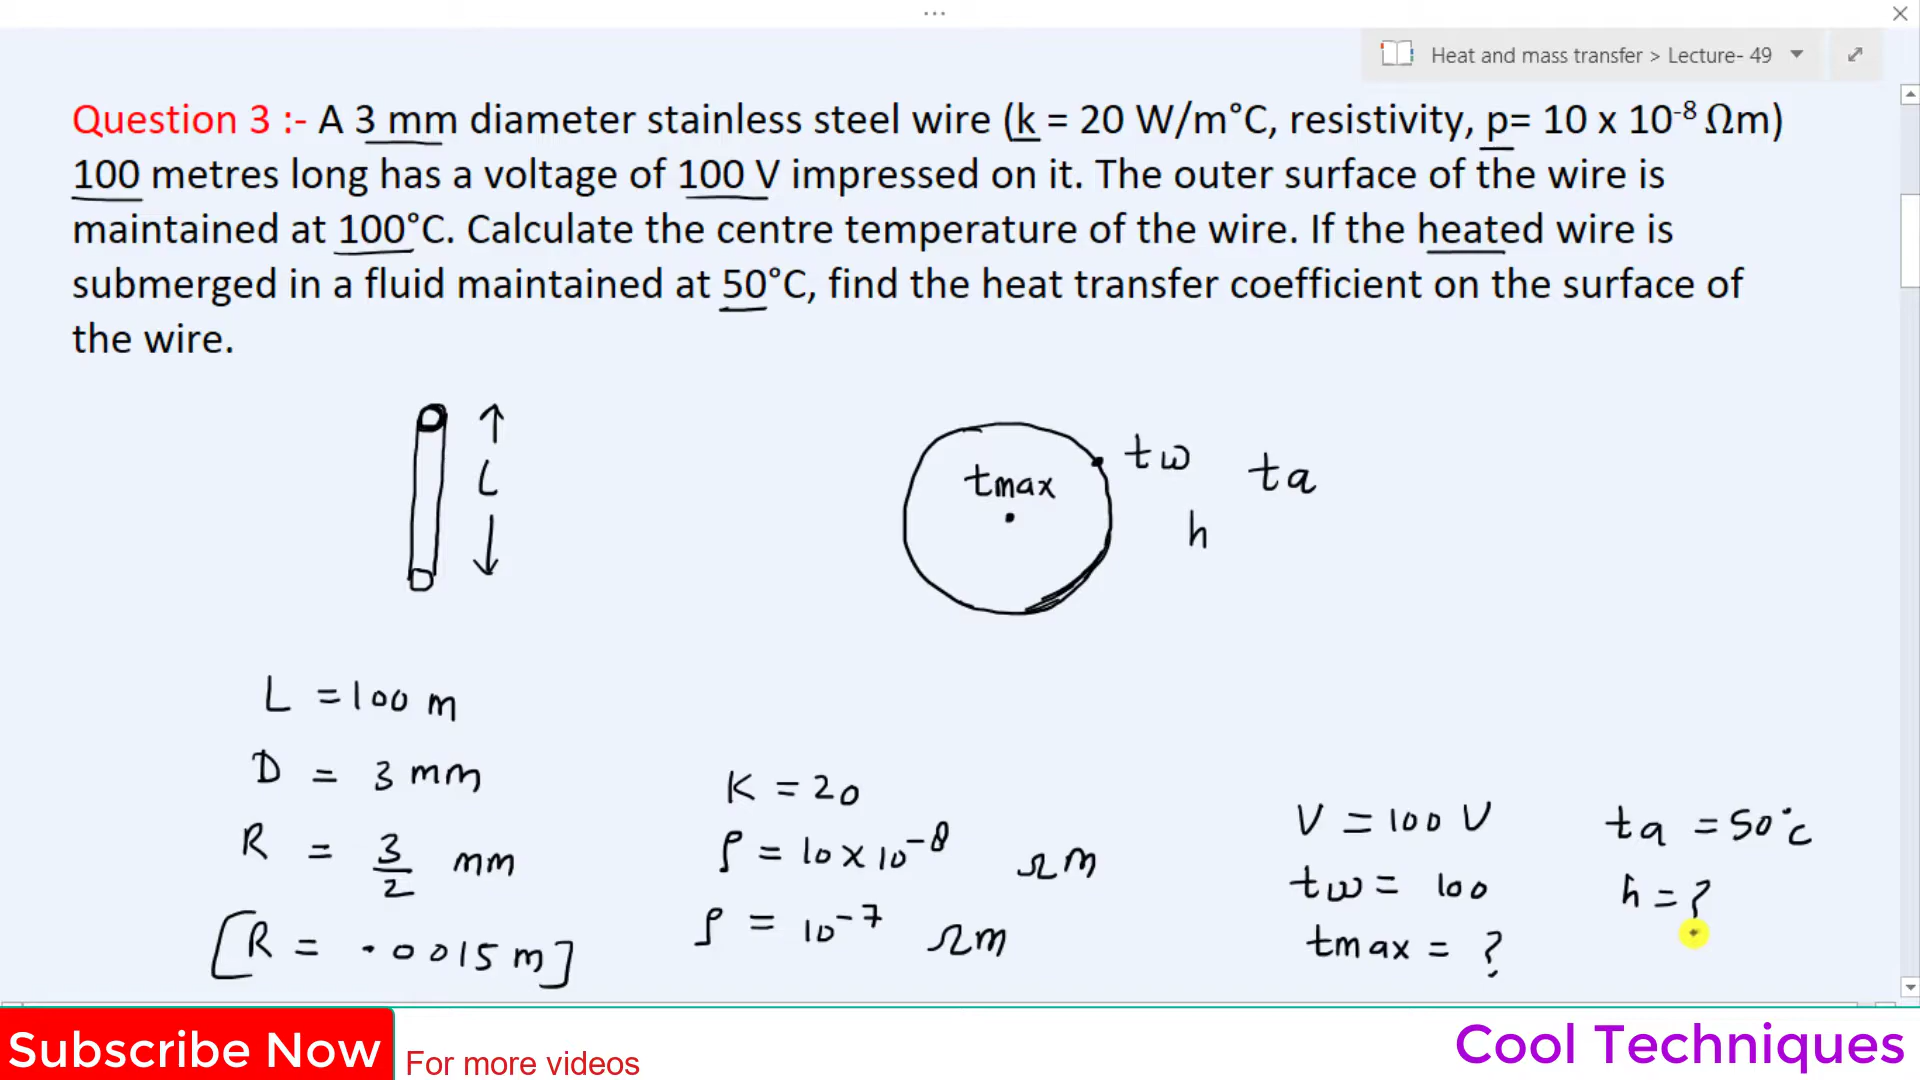 Heat and mass transfer > Lecture- 49
Question 3 :- A 3 mm diameter stainless steel wire (k = 20 W/m°C, resistivity, p= 10 x 10⁻⁸ Ωm)
100 metres long has a voltage of 100 V impressed on it. The outer surface of the wire is
maintained at 100°C. Calculate the centre temperature of the wire. If the heated wire is
submerged in a fluid maintained at 50°C, find the heat transfer coefficient on the surface of
the wire.
L
tmax
tw
ta
h
L = 100 m
D = 3 mm
R = 3/2 mm
[R = .0015 m]
K = 20
ρ = 10 x 10⁻⁸ Ωm
ρ = 10⁻⁷ Ωm
V = 100 V
tw = 100
tmax = ?
ta = 50°C
h = ?
Subscribe Now
For more videos
Cool Techniques